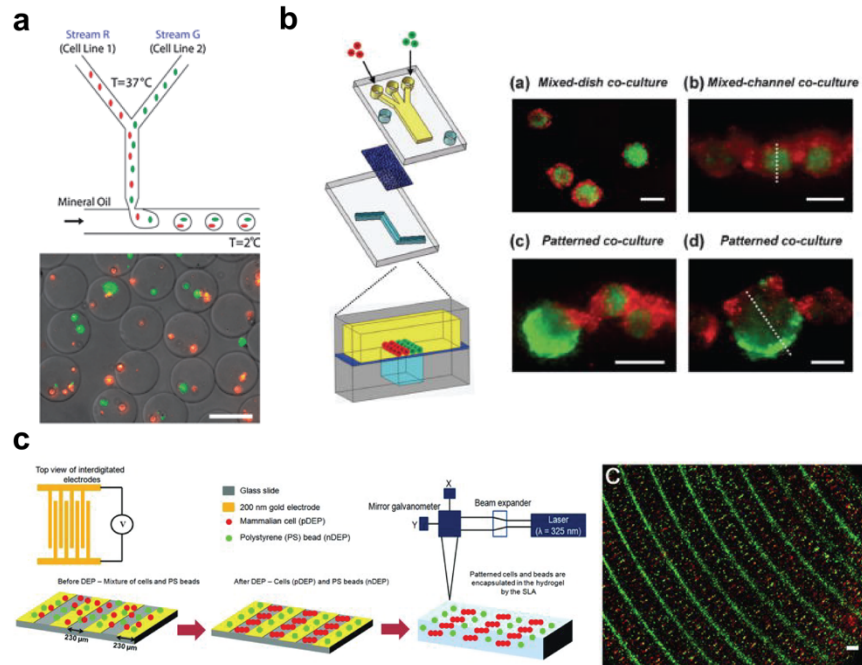 a
Stream R
(Cell Line 1)
Stream G
(Cell Line 2)
T=37°C
Mineral Oil
T=2°C
b
(a) Mixed-dish co-culture
(b) Mixed-channel co-culture
(c) Patterned co-culture
(d) Patterned co-culture
c
Top view of interdigitated
electrodes
V
Glass slide
200 nm gold electrode
Mammalian cell (pDEP)
Polystyrene (PS) bead (nDEP)
X
Mirror galvanometer
Y
Beam expander
Laser
(λ = 325 nm)
Before DEP – Mixture of cells and PS beads
230 µm
230 µm
After DEP – Cells (pDEP) and PS beads (nDEP)
Patterned cells and beads are
encapsulated in the hydrogel
by the SLA
C